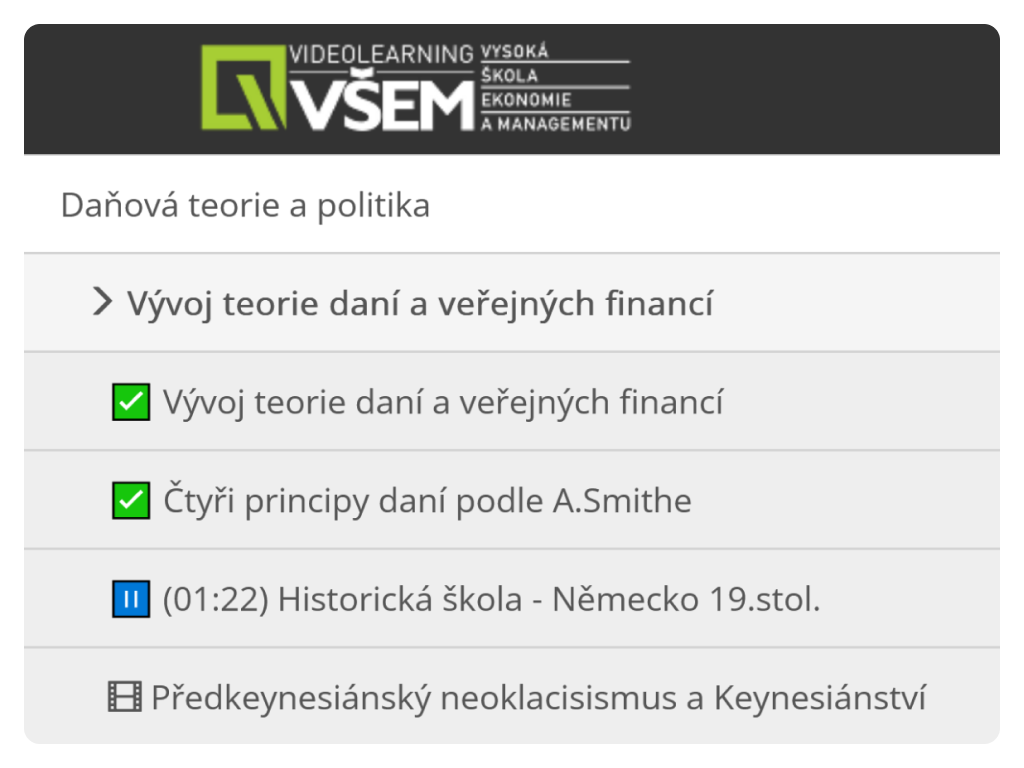 VIDEOLEARNING
VŠEM
VYSOKÁ
ŠKOLA
EKONOMIE
A MANAGEMENTU
Daňová teorie a politika
Vývoj teorie daní a veřejných financí
Vývoj teorie daní a veřejných financí
Čtyři principy daní podle A.Smithe
(01:22) Historická škola - Německo 19.stol.
Předkeynesiánský neoklacisismus a Keynesiánství